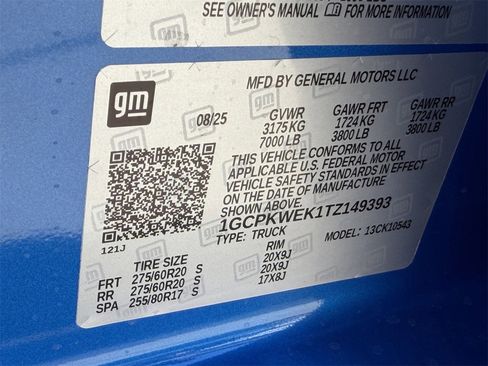 SEE OWNER'S MANUAL FOR MORE INFORMATION
MFD BY GENERAL MOTORS LLC
gm
08/25 GVWR GAWR FRT GAWR RR
3175 KG 1724 KG 1724 KG
7000 LB 3800 LB 3800 LB
THIS VEHICLE CONFORMS TO ALL
APPLICABLE U.S. FEDERAL MOTOR
VEHICLE SAFETY STANDARDS IN EFFECT
ON THE DATE OF MANUFACTURE SHOWN ABOVE.
1GCPKWEK1TZ149393
TYPE: TRUCK MODEL: 13CK10543
121J
TIRE SIZE RIM
FRT 275/60R20 S 20X9J
RR 275/60R20 S 20X9J
SPA 255/80R17 S 17X8J